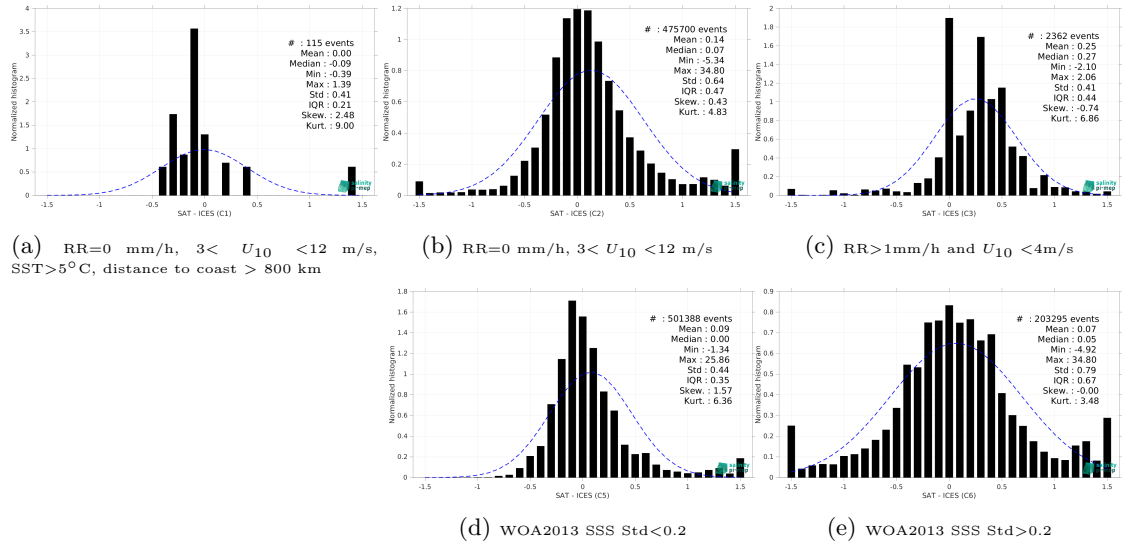 4
3.5
3
2.5
2
1.5
1
0.5
0
Normalized histogram
# : 115 events
Mean : 0.00
Median : -0.09
Min : -0.39
Max : 1.39
Std : 0.41
IQR : 0.21
Skew. : 2.48
Kurt. : 9.00
salinity
pi-mep
-1.5 -1 -0.5 0 0.5 1 1.5
SAT - ICES (C1)
(a) RR=0 mm/h, 3< U10 <12 m/s,
SST>5°C, distance to coast > 800 km
1.2
1
0.8
0.6
0.4
0.2
0
Normalized histogram
# : 475700 events
Mean : 0.14
Median : 0.07
Min : -5.34
Max : 34.80
Std : 0.64
IQR : 0.47
Skew. : 0.43
Kurt. : 4.83
salinity
pi-mep
-1.5 -1 -0.5 0 0.5 1 1.5
SAT - ICES (C2)
(b) RR=0 mm/h, 3< U10 <12 m/s
2
1.8
1.6
1.4
1.2
1
0.8
0.6
0.4
0.2
0
Normalized histogram
# : 2362 events
Mean : 0.25
Median : 0.27
Min : -2.10
Max : 2.06
Std : 0.41
IQR : 0.44
Skew. : -0.74
Kurt. : 6.86
salinity
pi-mep
-1.5 -1 -0.5 0 0.5 1 1.5
SAT - ICES (C3)
(c) RR>1mm/h and U10 <4m/s
1.8
1.6
1.4
1.2
1
0.8
0.6
0.4
0.2
0
Normalized histogram
# : 501388 events
Mean : 0.09
Median : 0.00
Min : -1.34
Max : 25.86
Std : 0.44
IQR : 0.35
Skew. : 1.57
Kurt. : 6.36
salinity
pi-mep
-1.5 -1 -0.5 0 0.5 1 1.5
SAT - ICES (C5)
(d) WOA2013 SSS Std<0.2
0.9
0.8
0.7
0.6
0.5
0.4
0.3
0.2
0.1
0
Normalized histogram
# : 203295 events
Mean : 0.07
Median : 0.05
Min : -4.92
Max : 34.80
Std : 0.79
IQR : 0.67
Skew. : -0.00
Kurt. : 3.48
salinity
pi-mep
-1.5 -1 -0.5 0 0.5 1 1.5
SAT - ICES (C6)
(e) WOA2013 SSS Std>0.2